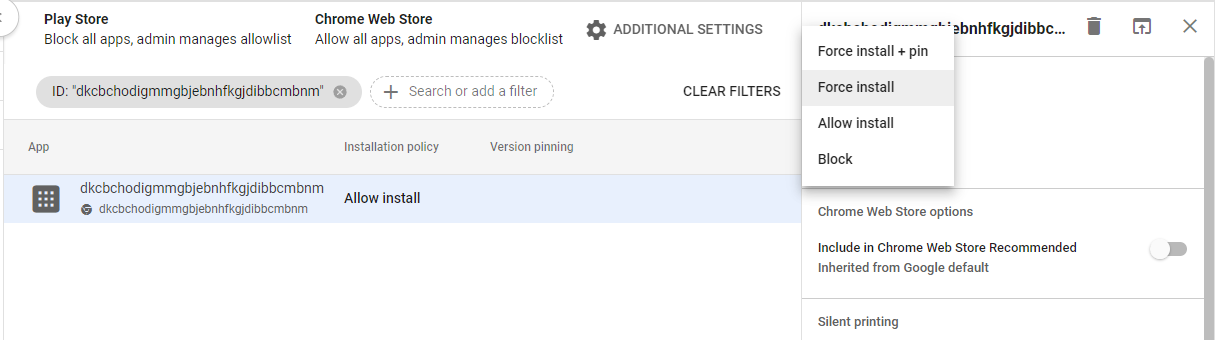 Play Store
Block all apps, admin manages allowlist
Chrome Web Store
Allow all apps, admin manages blocklist
ADDITIONAL SETTINGS
ID: "dkcbchodigmmgbjebnhfkgjdibbcmbnm"
Search or add a filter
CLEAR FILTERS
App
Installation policy
Version pinning
dkcbchodigmmgbjebnhfkgjdibbcmbnm
dkcbchodigmmgbjebnhfkgjdibbcmbnm
Allow install
dkcbchodigmmgbjebnhfkgjdibbc...
Force install + pin
Force install
Allow install
Block
Chrome Web Store options
Include in Chrome Web Store Recommended
Inherited from Google default
Silent printing